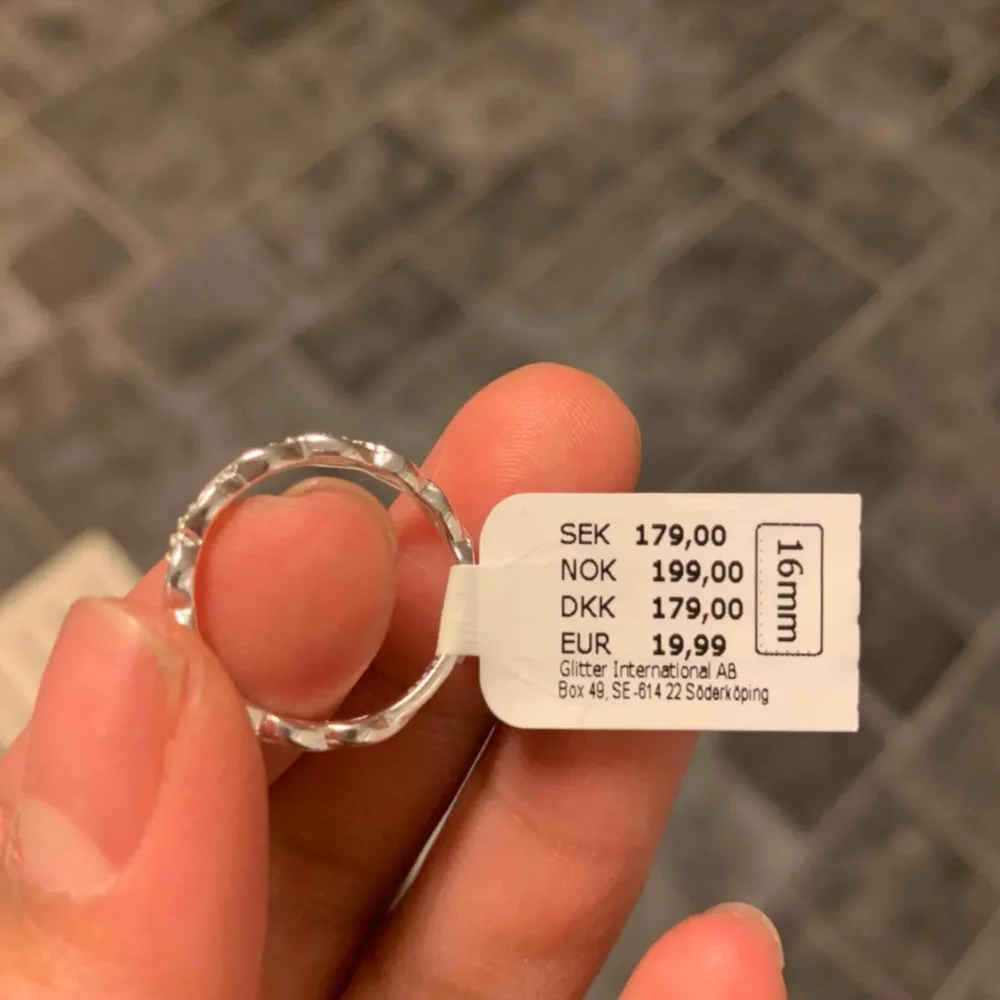 SEK 179,00
NOK 199,00
DKK 179,00
EUR 19,99
Glitter International AB
Box 49, SE-614 22 Söderköping
16mm